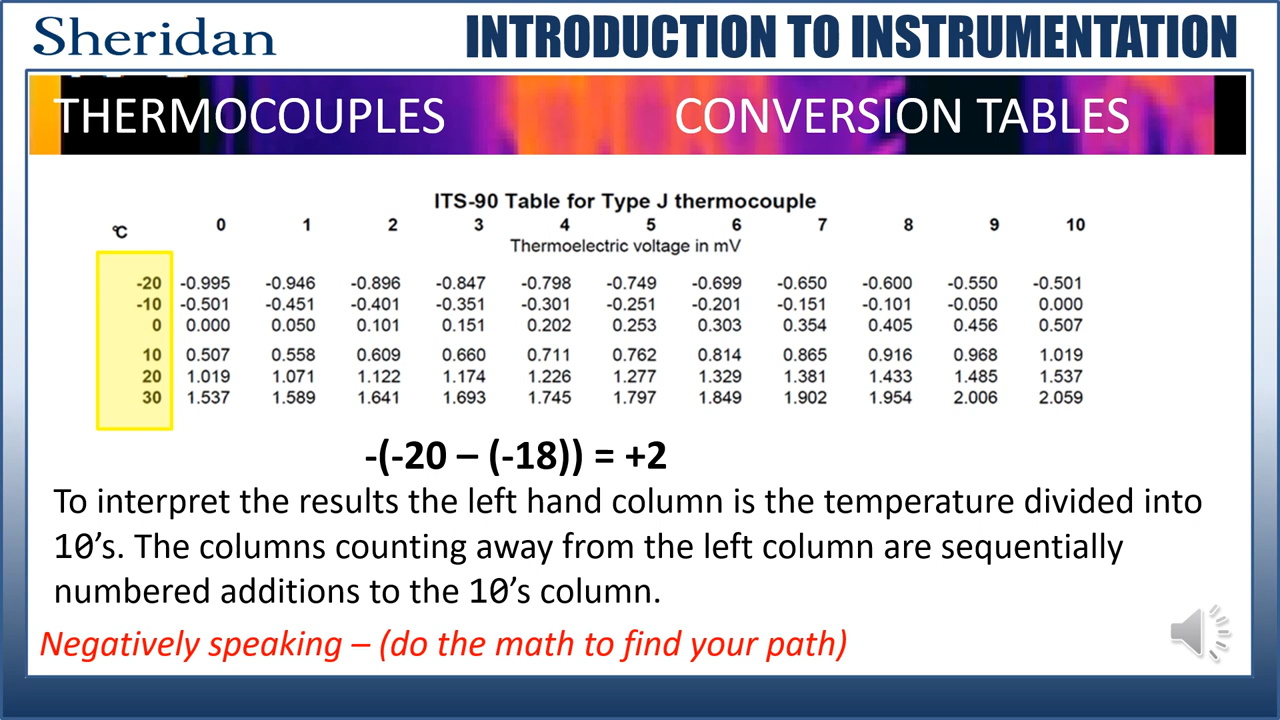 Sheridan INTRODUCTION TO INSTRUMENTATION
THERMOCOUPLES CONVERSION TABLES
ITS-90 Table for Type J thermocouple
℃ 0 1 2 3 4 5 6 7 8 9 10
Thermoelectric voltage in mV
-20 -0.995 -0.946 -0.896 -0.847 -0.798 -0.749 -0.699 -0.650 -0.600 -0.550 -0.501
-10 -0.501 -0.451 -0.401 -0.351 -0.301 -0.251 -0.201 -0.151 -0.101 -0.050 0.000
0 0.000 0.050 0.101 0.151 0.202 0.253 0.303 0.354 0.405 0.456 0.507
10 0.507 0.558 0.609 0.660 0.711 0.762 0.814 0.865 0.916 0.968 1.019
20 1.019 1.071 1.122 1.174 1.226 1.277 1.329 1.381 1.433 1.485 1.537
30 1.537 1.589 1.641 1.693 1.745 1.797 1.849 1.902 1.954 2.006 2.059
-(-20 – (-18)) = +2
To interpret the results the left hand column is the temperature divided into
10’s. The columns counting away from the left column are sequentially
numbered additions to the 10’s column.
Negatively speaking – (do the math to find your path)